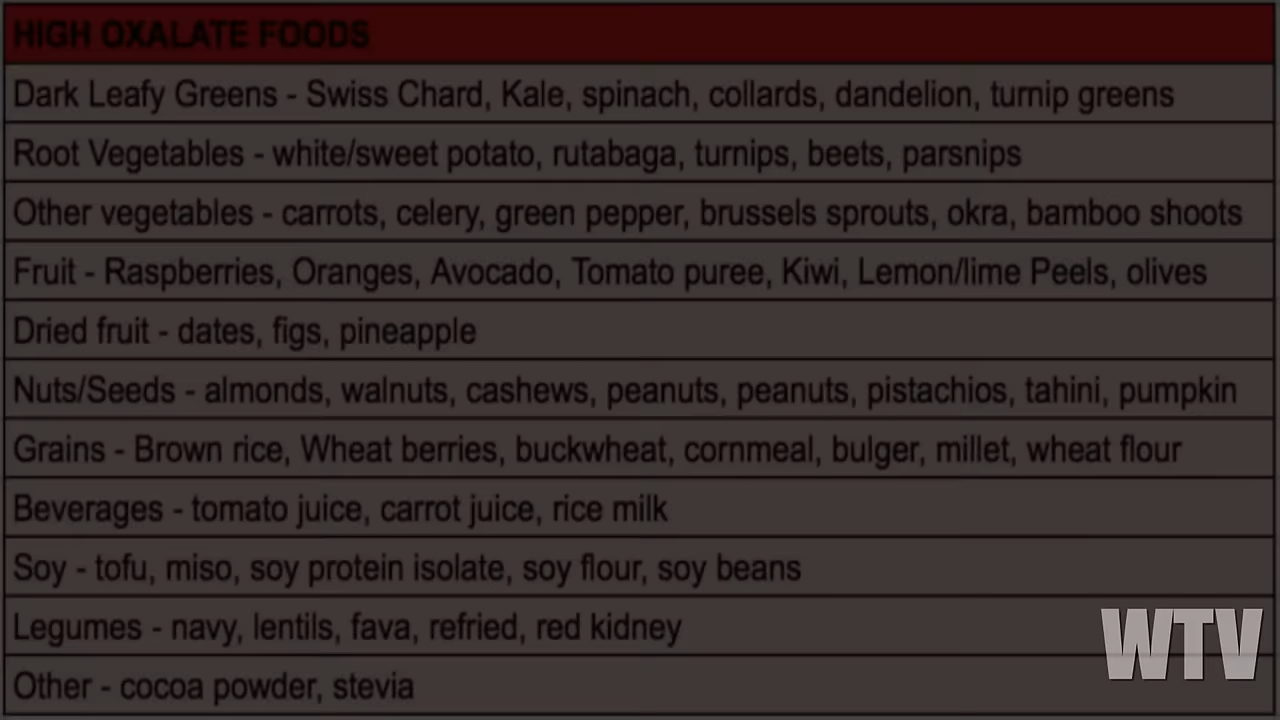 HIGH OXALATE FOODS
Dark Leafy Greens - Swiss Chard, Kale, spinach, collards, dandelion, turnip greens
Root Vegetables - white/sweet potato, rutabaga, turnips, beets, parsnips
Other vegetables - carrots, celery, green pepper, brussels sprouts, okra, bamboo shoots
Fruit - Raspberries, Oranges, Avocado, Tomato puree, Kiwi, Lemon/lime Peels, olives
Dried fruit - dates, figs, pineapple
Nuts/Seeds - almonds, walnuts, cashews, peanuts, peanuts, pistachios, tahini, pumpkin
Grains - Brown rice, Wheat berries, buckwheat, cornmeal, bulger, millet, wheat flour
Beverages - tomato juice, carrot juice, rice milk
Soy - tofu, miso, soy protein isolate, soy flour, soy beans
Legumes - navy, lentils, fava, refried, red kidney
WTV
Other - cocoa powder, stevia